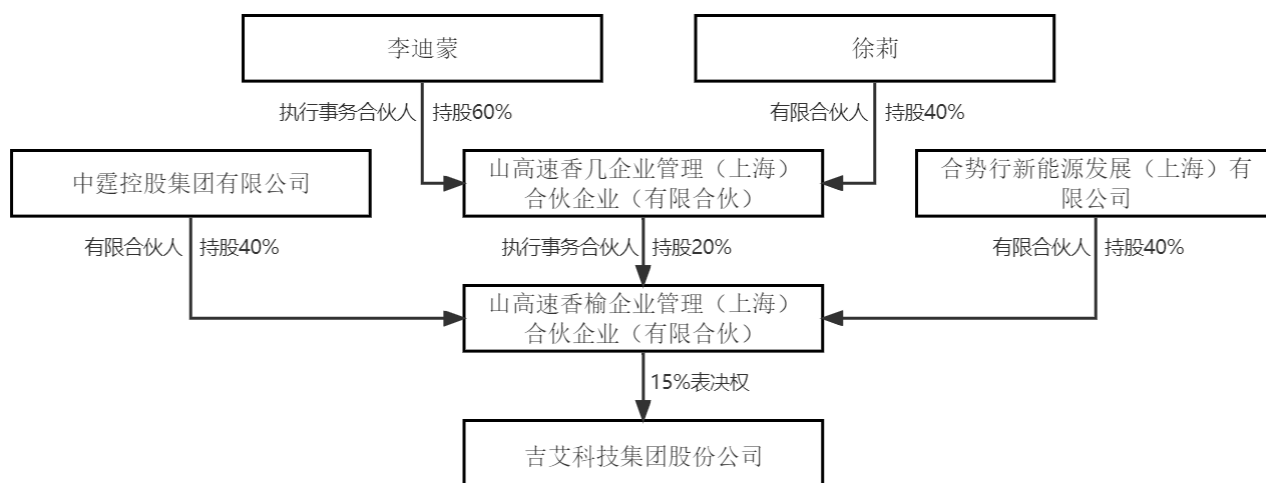 李迪蒙
徐莉
执行事务合伙人 持股60%
有限合伙人 持股40%
中霆控股集团有限公司
山高速香几企业管理（上海）
合伙企业（有限合伙）
合势行新能源发展（上海）有
限公司
有限合伙人 持股40%
执行事务合伙人 持股20%
有限合伙人 持股40%
山高速香榆企业管理（上海）
合伙企业（有限合伙）
15%表决权
吉艾科技集团股份公司